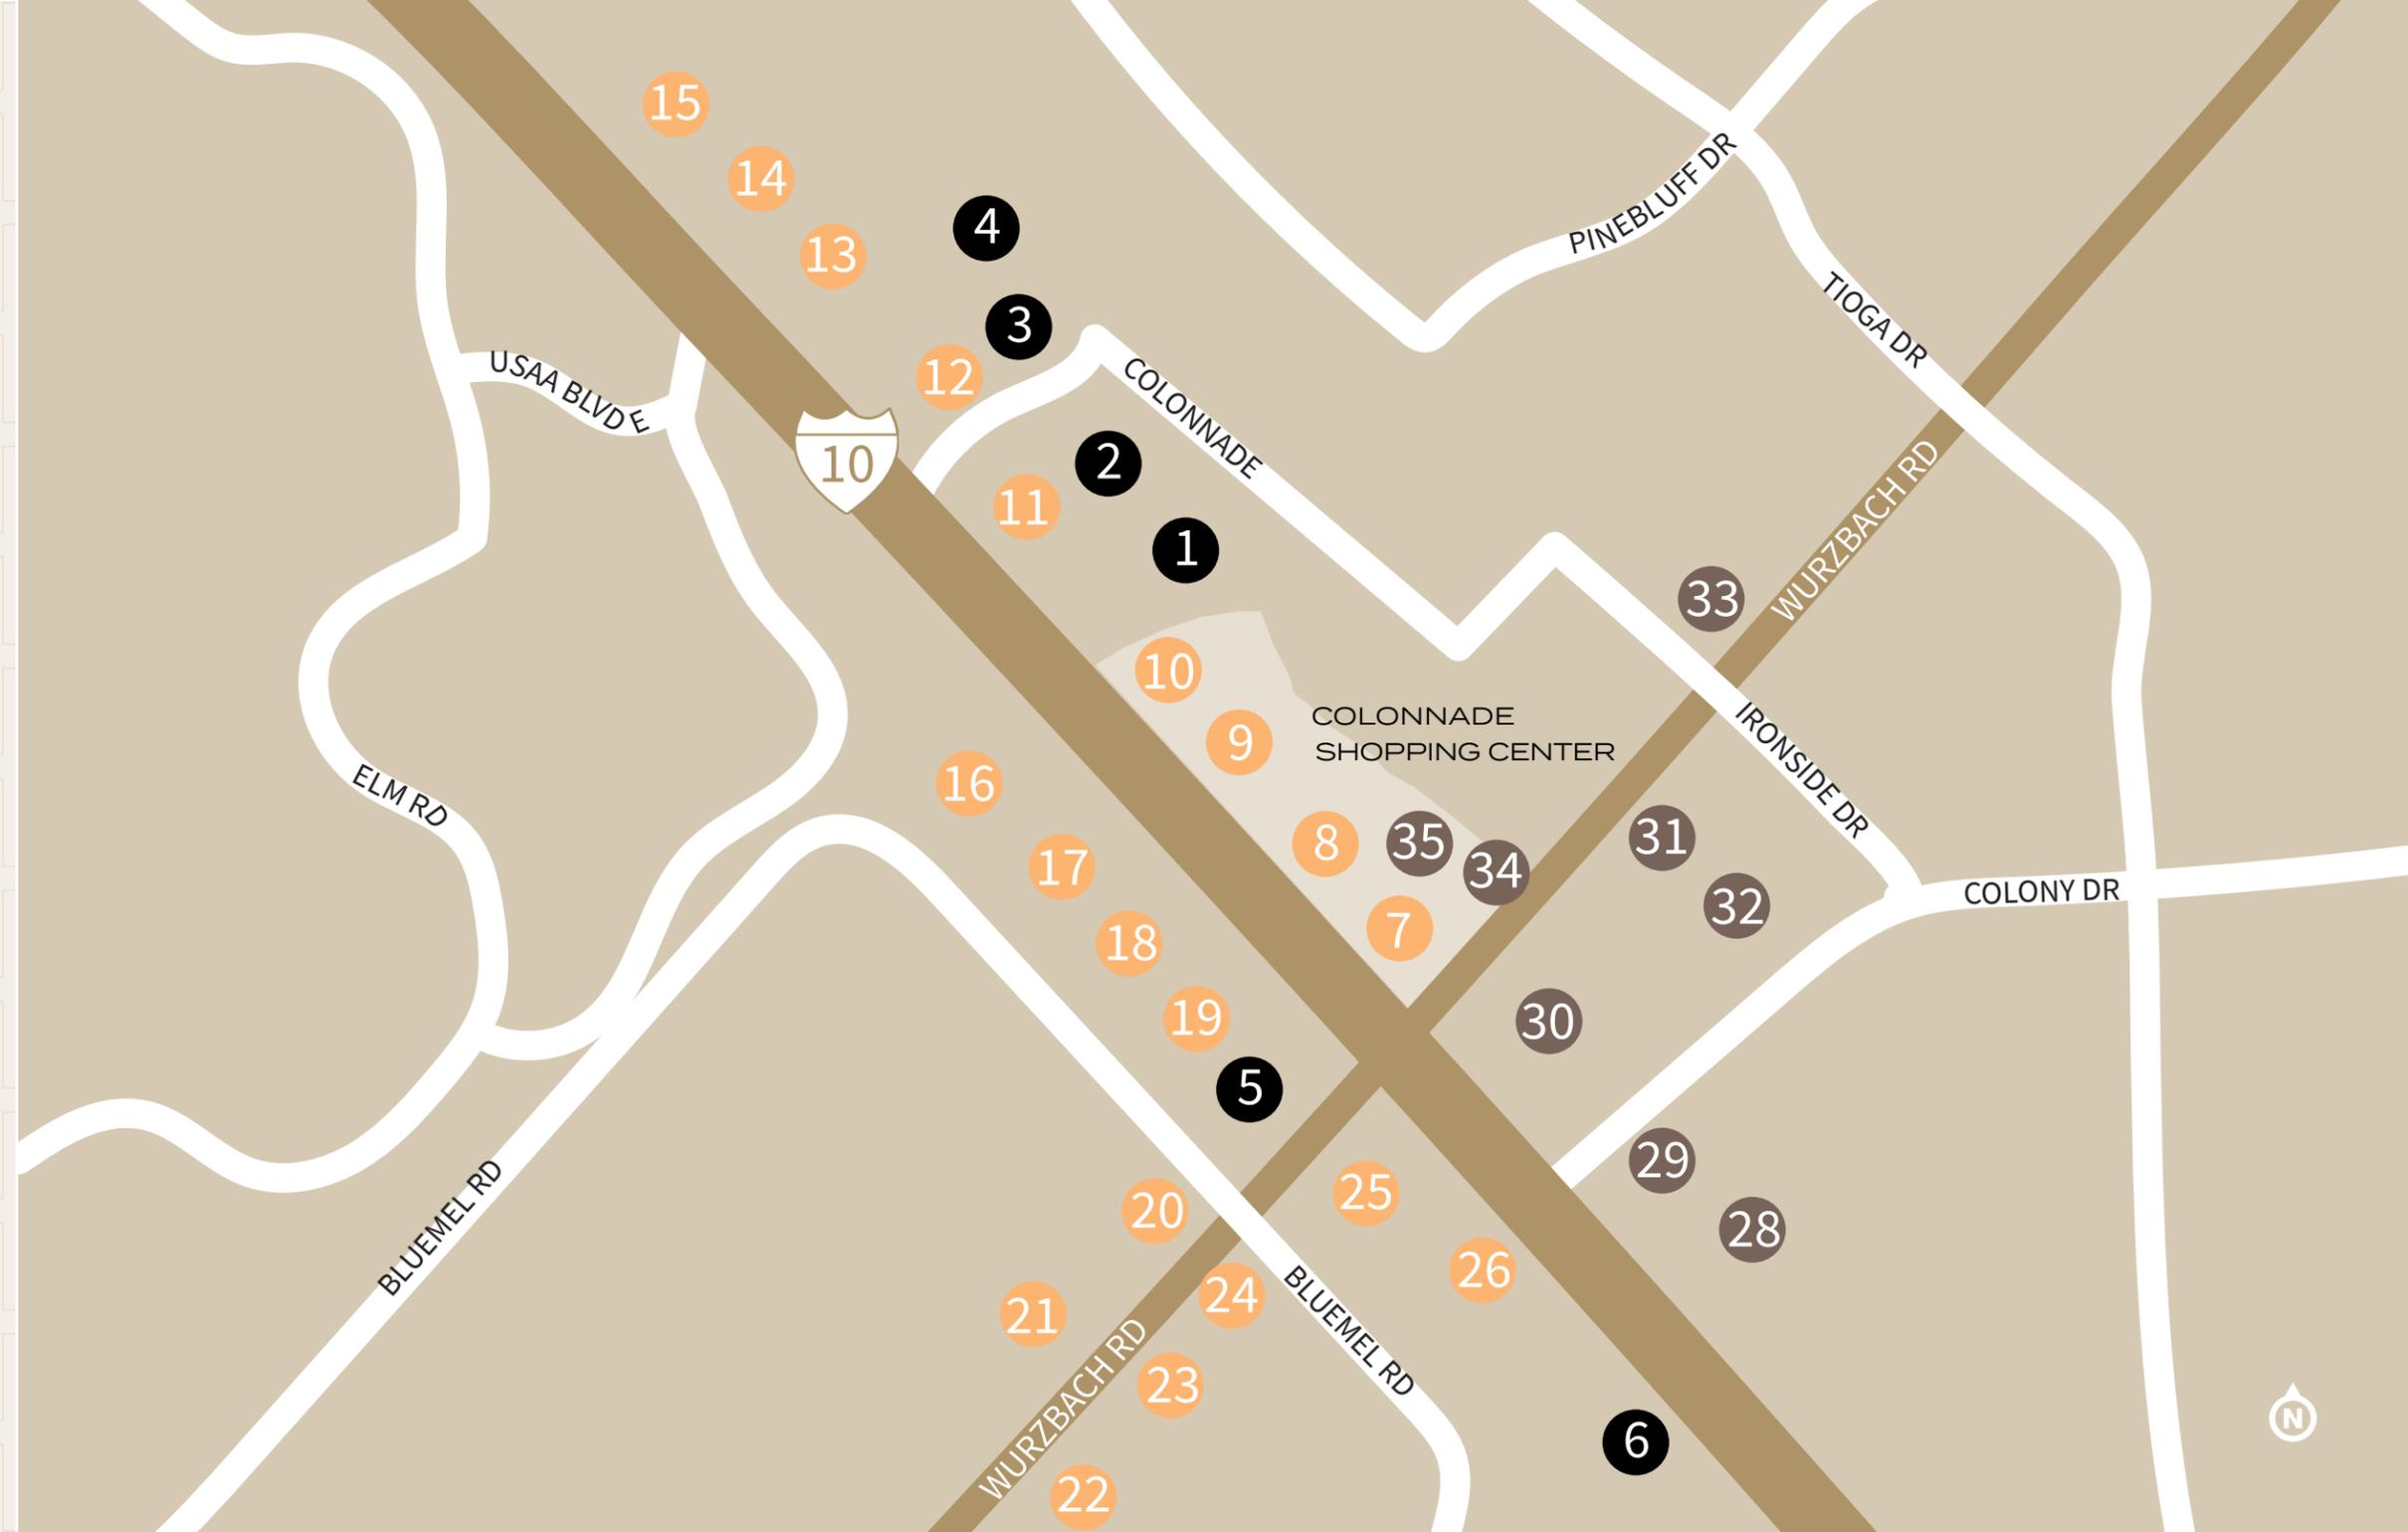 15
14
4
PINEBLUFF DR
13
3
TIOGA DR
12
USAA BLVD E
COLONNADE
10
2
11
WURZBACH RD
1
33
10
COLONNADE
SHOPPING CENTER
9
IRONSIDE DR
16
ELM RD
8
35
31
17
34
COLONY DR
32
7
18
19
30
5
29
BLUEMEL RD
25
20
28
26
24
21
BLUEMEL RD
23
WURZBACH RD
N
6
22